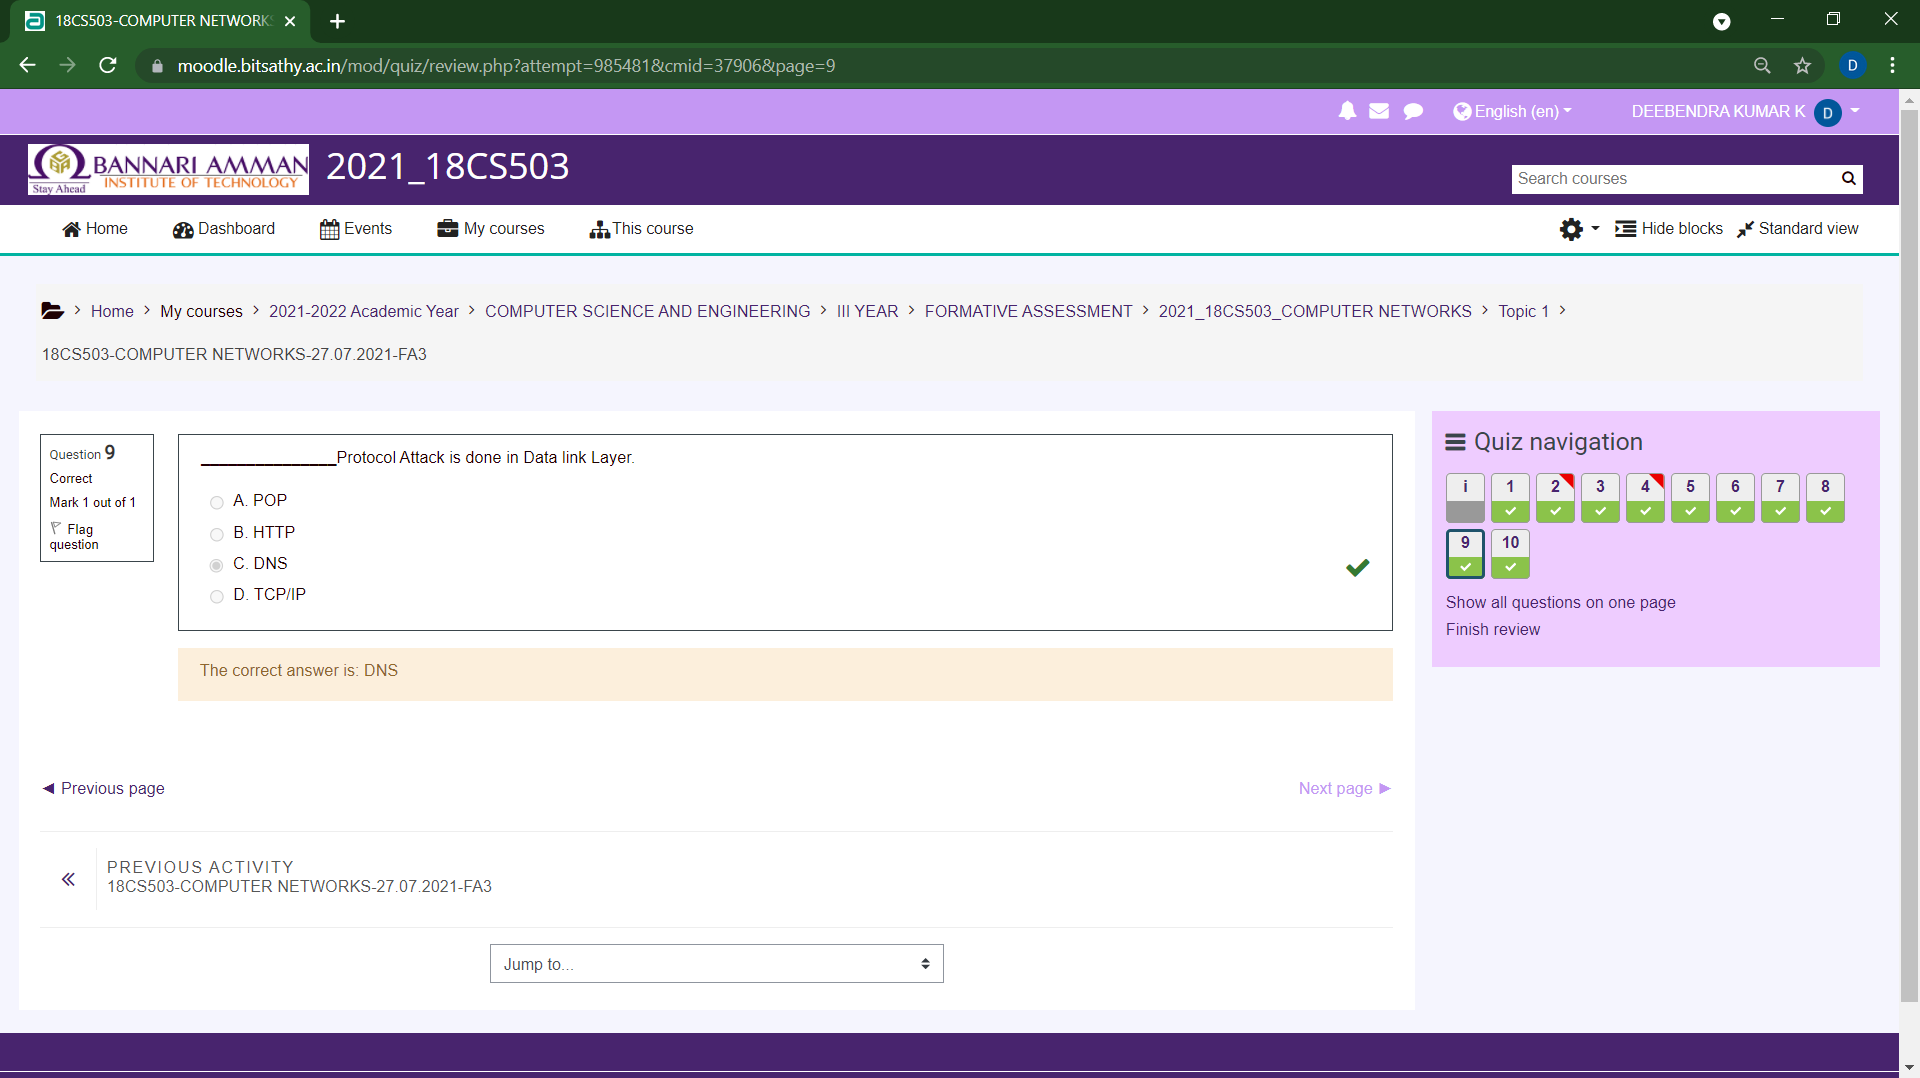 18CS503-COMPUTER NETWORKS
moodle.bitsathy.ac.in/mod/quiz/review.php?attempt=985481&cmid=37906&page=9
D
English (en)
DEEBENDRA KUMAR K
D
BANNARI AMMAN
INSTITUTE OF TECHNOLOGY
Stay Ahead
2021_18CS503
Search courses
Home
Dashboard
Events
My courses
This course
Hide blocks
Standard view
Home > My courses > 2021-2022 Academic Year > COMPUTER SCIENCE AND ENGINEERING > III YEAR > FORMATIVE ASSESSMENT > 2021_18CS503_COMPUTER NETWORKS > Topic 1 >
18CS503-COMPUTER NETWORKS-27.07.2021-FA3
Question 9
Correct
Mark 1 out of 1
Flag
question
_______________Protocol Attack is done in Data link Layer.
A. POP
B. HTTP
C. DNS
D. TCP/IP
The correct answer is: DNS
Quiz navigation
i 1 2 3 4 5 6 7 8
9 10
Show all questions on one page
Finish review
◄ Previous page
Next page ►
PREVIOUS ACTIVITY
18CS503-COMPUTER NETWORKS-27.07.2021-FA3
Jump to...